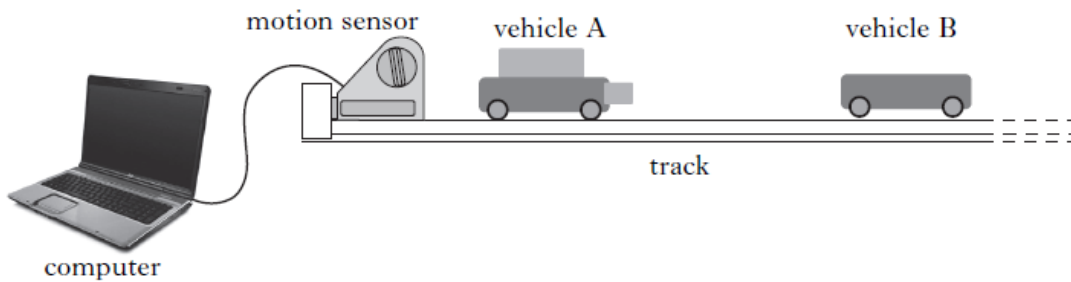 motion sensor
vehicle A
vehicle B
track
computer